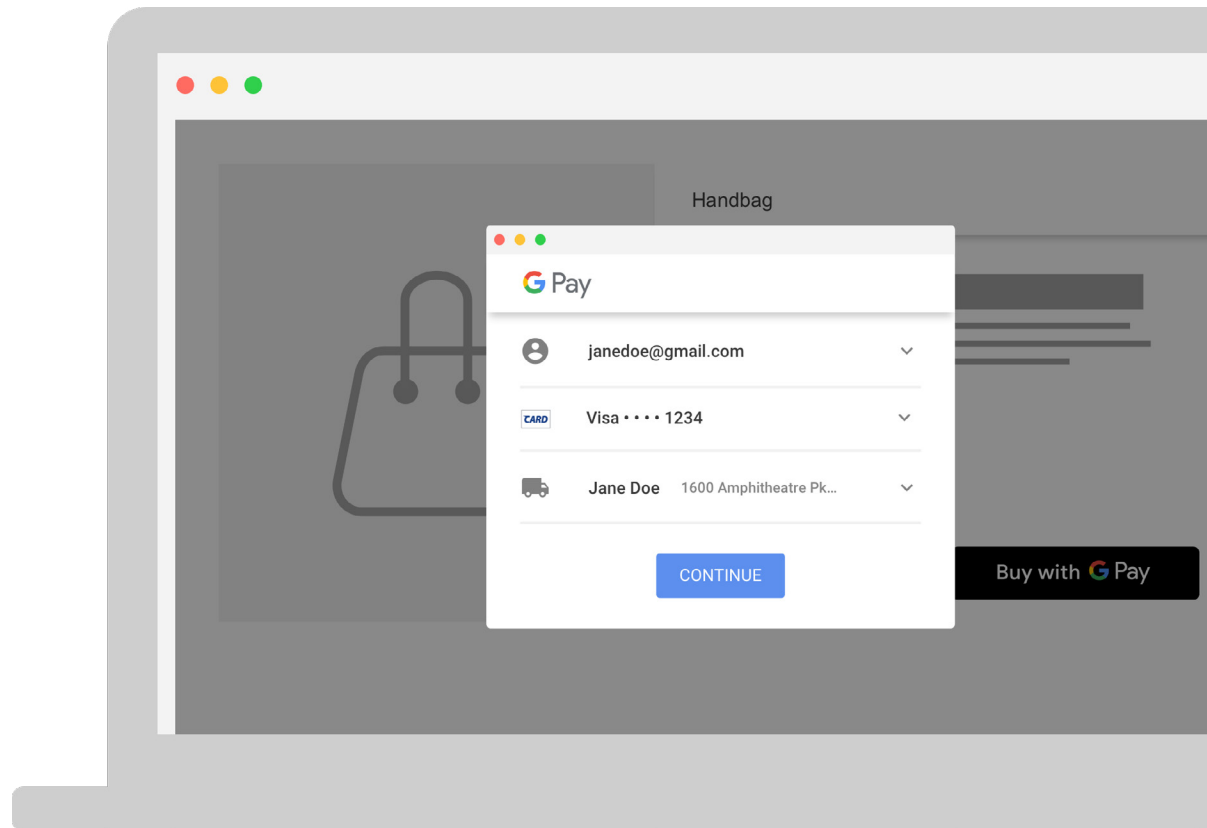 Handbag
G Pay
janedoe@gmail.com
CARD
Visa •••• 1234
Jane Doe 1600 Amphitheatre Pk...
CONTINUE
Buy with G Pay